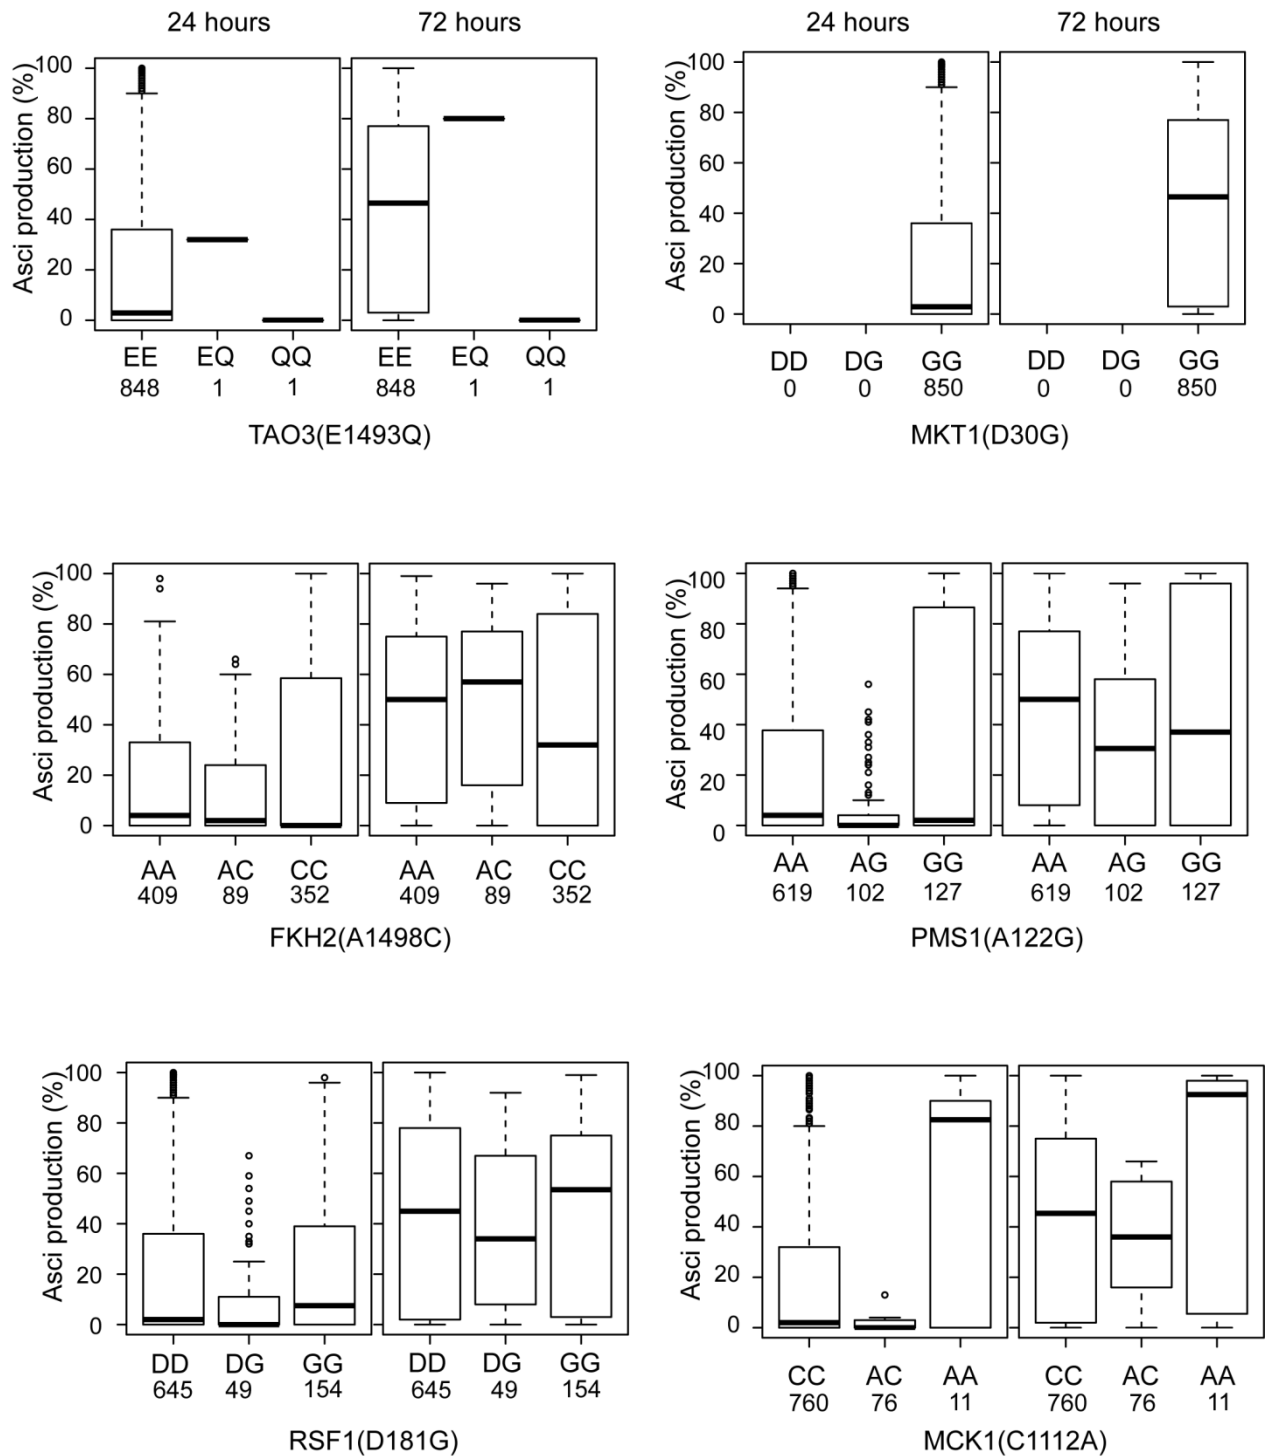 24 hours 72 hours 24 hours 72 hours
Asci production (%)
100
80
60
40
20
0
EE EQ QQ EE EQ QQ
848 1 1 848 1 1
TAO3(E1493Q)
Asci production (%)
100
80
60
40
20
0
DD DG GG DD DG GG
0 0 850 0 0 850
MKT1(D30G)
Asci production (%)
100
80
60
40
20
0
AA AC CC AA AC CC
409 89 352 409 89 352
FKH2(A1498C)
Asci production (%)
100
80
60
40
20
0
AA AG GG AA AG GG
619 102 127 619 102 127
PMS1(A122G)
Asci production (%)
100
80
60
40
20
0
DD DG GG DD DG GG
645 49 154 645 49 154
RSF1(D181G)
Asci production (%)
100
80
60
40
20
0
CC AC AA CC AC AA
760 76 11 760 76 11
MCK1(C1112A)